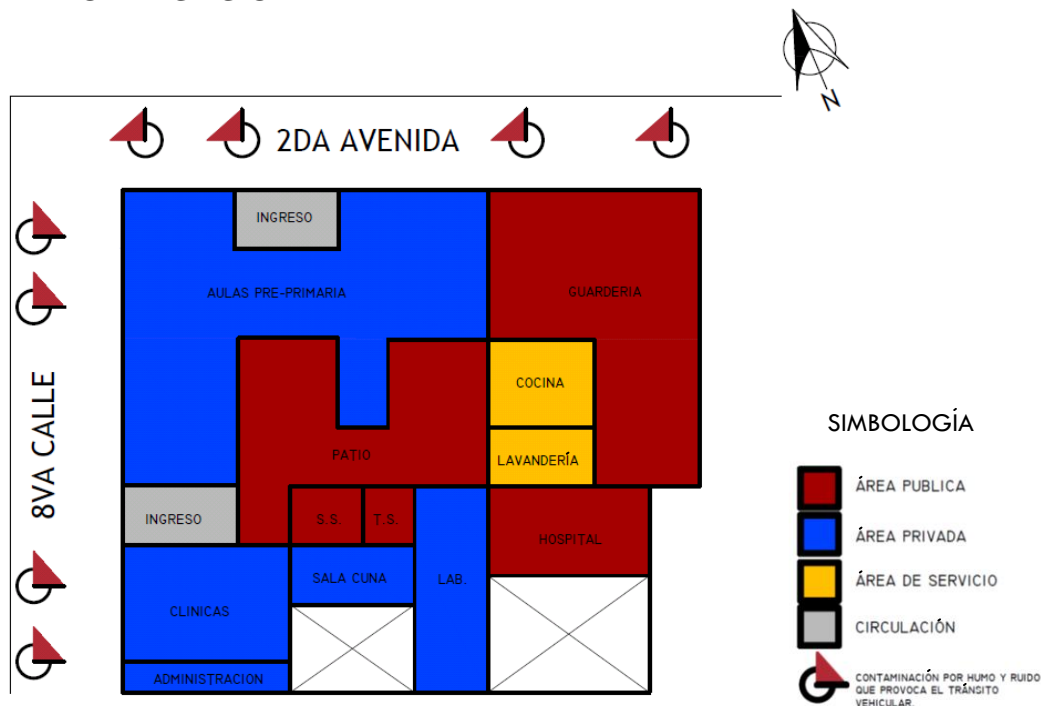 N
2DA AVENIDA
8VA CALLE
INGRESO
AULAS PRE-PRIMARIA
GUARDERIA
COCINA
PATIO
LAVANDERÍA
INGRESO
S.S.
T.S.
HOSPITAL
SALA CUNA
LAB.
CLINICAS
ADMINISTRACION
SIMBOLOGÍA
ÁREA PUBLICA
ÁREA PRIVADA
ÁREA DE SERVICIO
CIRCULACIÓN
CONTAMINACIÓN POR HUMO Y RUIDO
QUE PROVOCA EL TRÁNSITO
VEHICULAR.